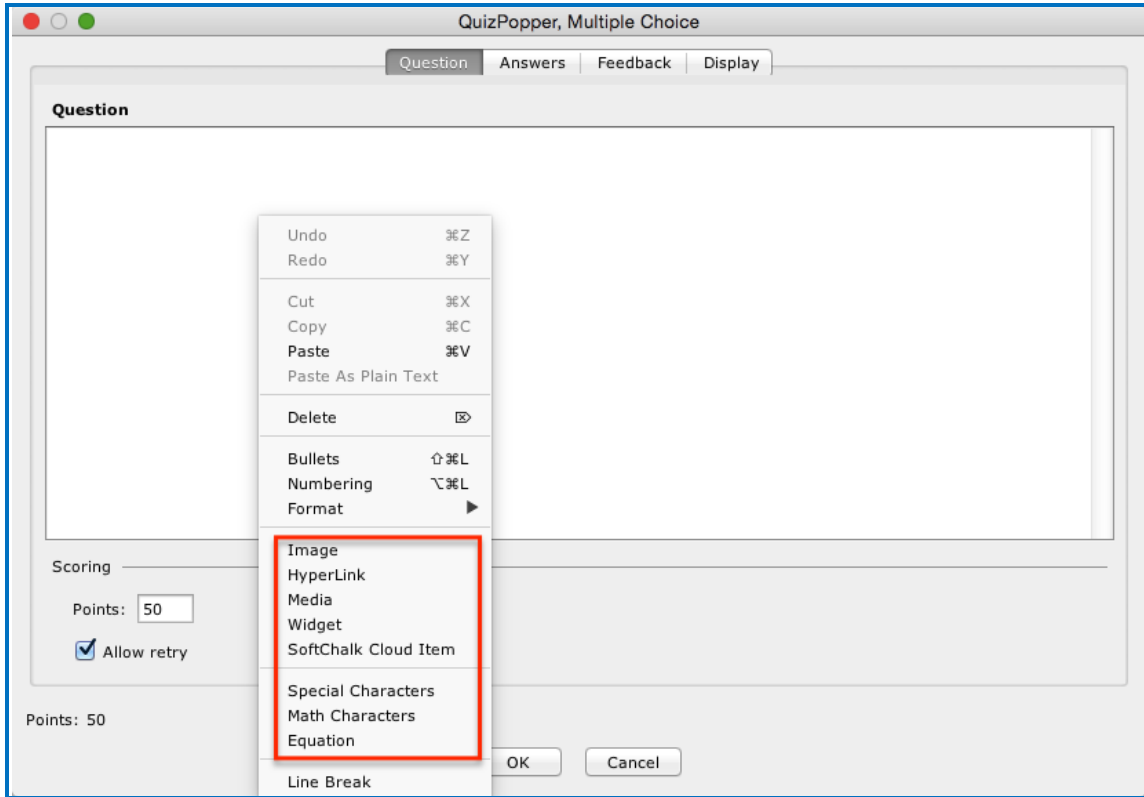 QuizPopper, Multiple Choice
Question Answers Feedback Display
Question
Undo ⌘Z
Redo ⌘Y
Cut ⌘X
Copy ⌘C
Paste ⌘V
Paste As Plain Text
Delete ⌦
Bullets ⇧⌘L
Numbering ⌥⌘L
Format ▶
Image
HyperLink
Media
Widget
SoftChalk Cloud Item
Special Characters
Math Characters
Equation
Line Break
Scoring
Points: 50
Allow retry
Points: 50
OK Cancel